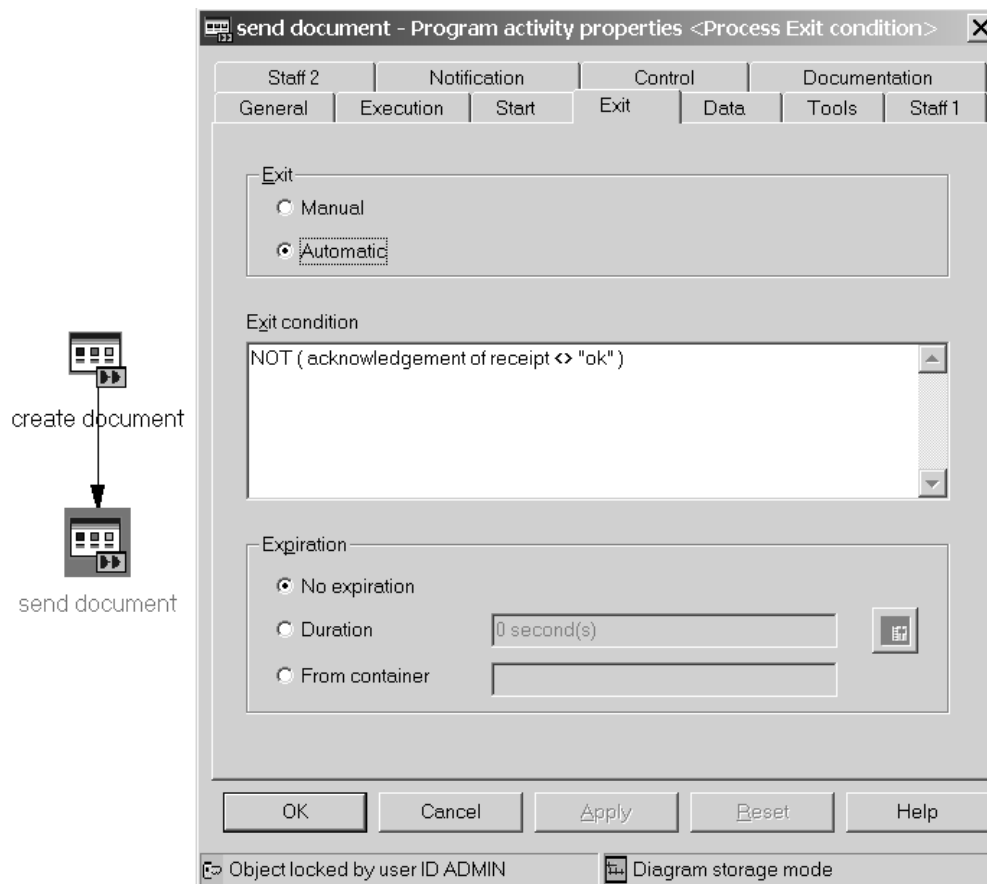 send document - Program activity properties <Process Exit condition>
Staff 2 Notification Control Documentation
General Execution Start Exit Data Tools Staff 1
Exit
Manual
Automatic
Exit condition
NOT ( acknowledgement of receipt <> "ok" )
create document
send document
Expiration
No expiration
Duration 0 second(s)
From container
OK Cancel Apply Reset Help
Object locked by user ID ADMIN Diagram storage mode